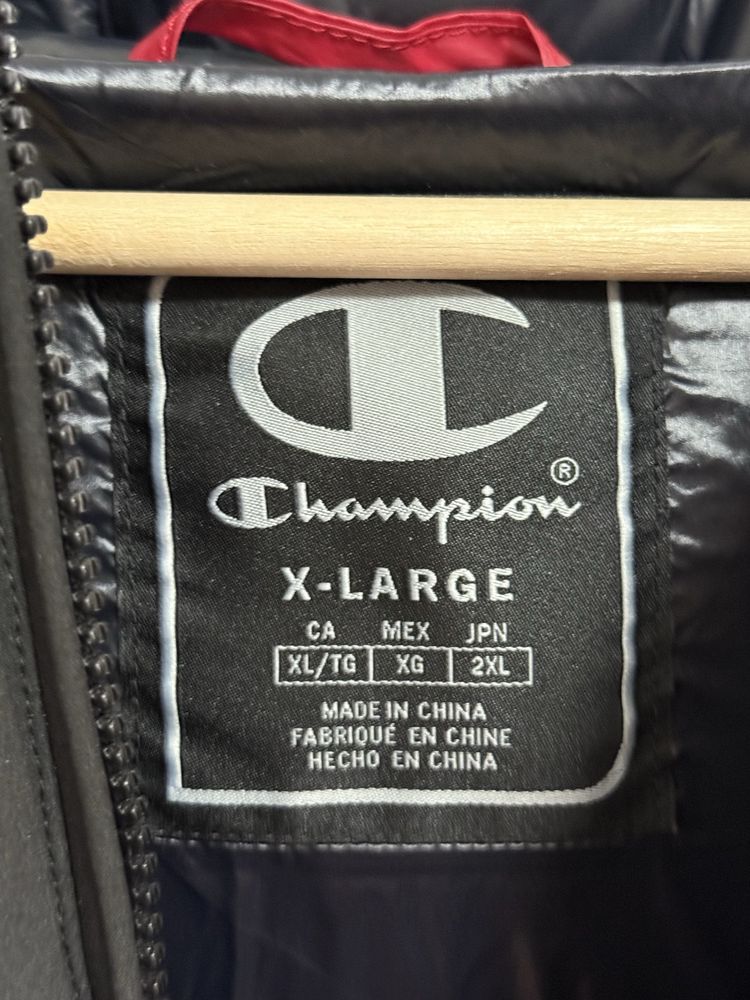 Champion®
X-LARGE
CA MEX JPN
XL/TG XG 2XL
MADE IN CHINA
FABRIQUÉ EN CHINE
HECHO EN CHINA